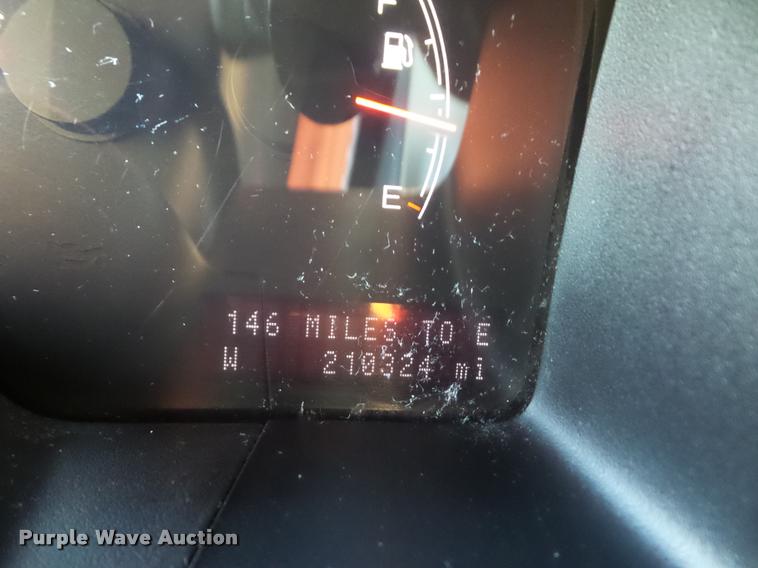 F
E
146 MILES TO E
W 210324 mi
Purple Wave Auction